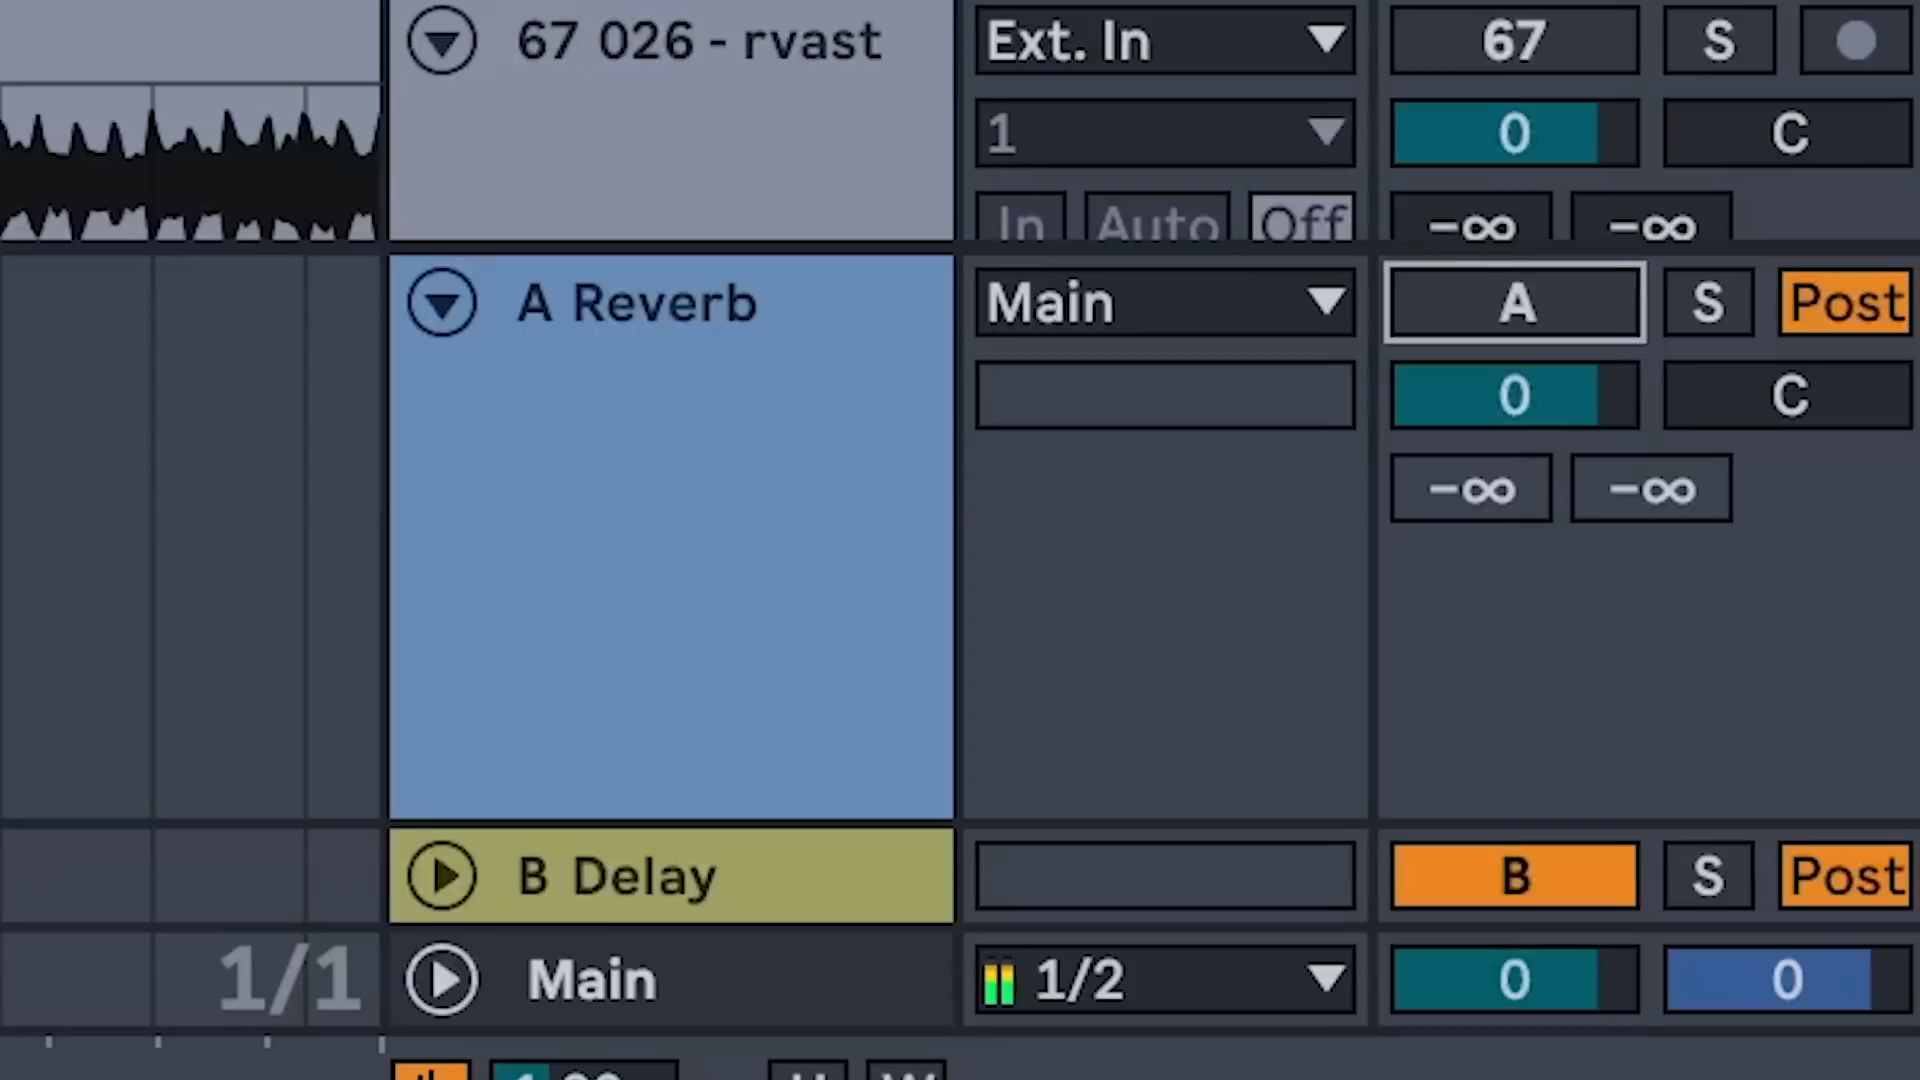 67 026 - rvast Ext. In 67 S
1 0 C
In Auto Off -∞ -∞
A Reverb Main A S Post
0 C
-∞ -∞
B Delay B S Post
1/1 Main 1/2 0 0
H W